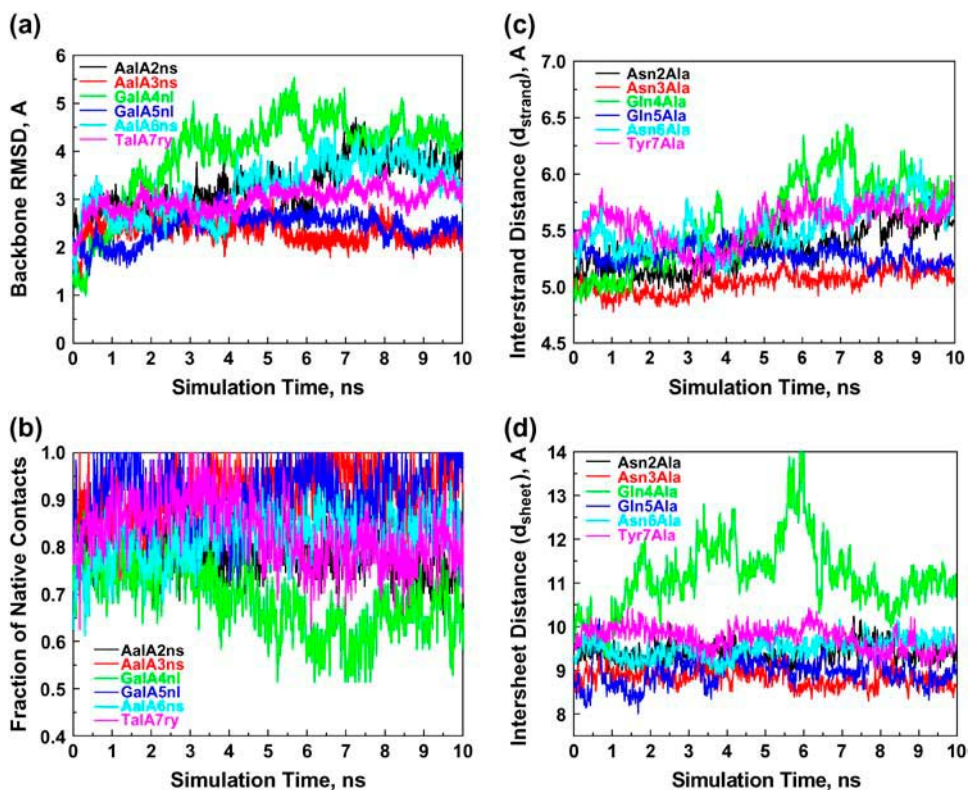 (a)
6
5
4
3
2
1
0
Backbone RMSD, A
AalA2ns
AalA3ns
GalA4nl
GalA5nl
AalA6ns
TalA7ry
0 1 2 3 4 5 6 7 8 9 10
Simulation Time, ns
(c)
7.0
6.5
6.0
5.5
5.0
4.5
Interstrand Distance (dstrand), A
Asn2Ala
Asn3Ala
Gln4Ala
Gln5Ala
Asn6Ala
Tyr7Ala
0 1 2 3 4 5 6 7 8 9 10
Simulation Time, ns
(b)
1.0
0.9
0.8
0.7
0.6
0.5
0.4
Fraction of Native Contacts
AalA2ns
AalA3ns
GalA4nl
GalA5nl
AalA6ns
TalA7ry
0 1 2 3 4 5 6 7 8 9 10
Simulation Time, ns
(d)
14
13
12
11
10
9
8
Intersheet Distance (dsheet), A
Asn2Ala
Asn3Ala
Gln4Ala
Gln5Ala
Asn6Ala
Tyr7Ala
0 1 2 3 4 5 6 7 8 9 10
Simulation Time, ns